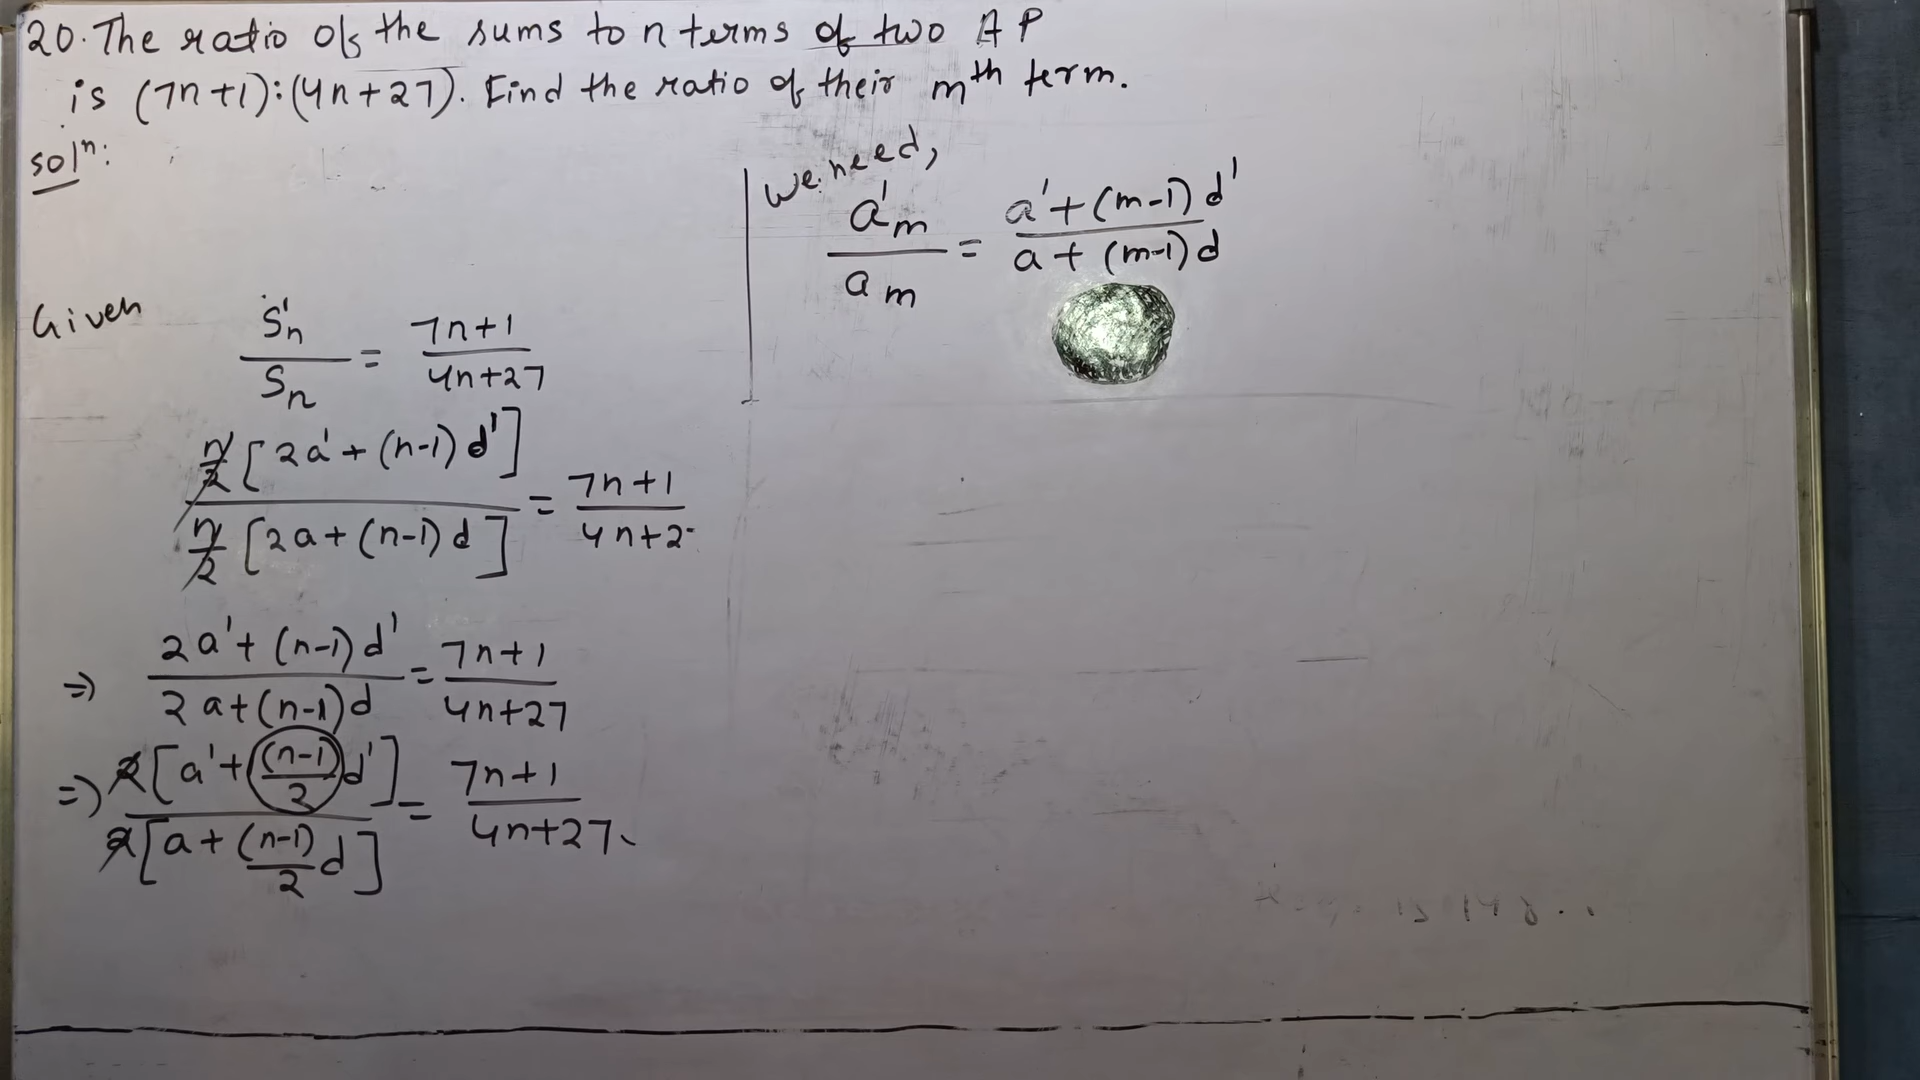 20. The ratio of the sums to n terms of two AP
is (7n+1):(4n+27). Find the ratio of their mth term.
solⁿ:
we need,
a'm/am = a'+(m-1)d'/a+(m-1)d
Given
S'n/Sn = 7n+1/4n+27
n/2[2a'+(n-1)d']/n/2[2a+(n-1)d] = 7n+1/4n+2
⇒ 2a'+(n-1)d'/2a+(n-1)d = 7n+1/4n+27
⇒ 2[a'+(n-1)/2 d']/2[a+(n-1)/2 d] = 7n+1/4n+27